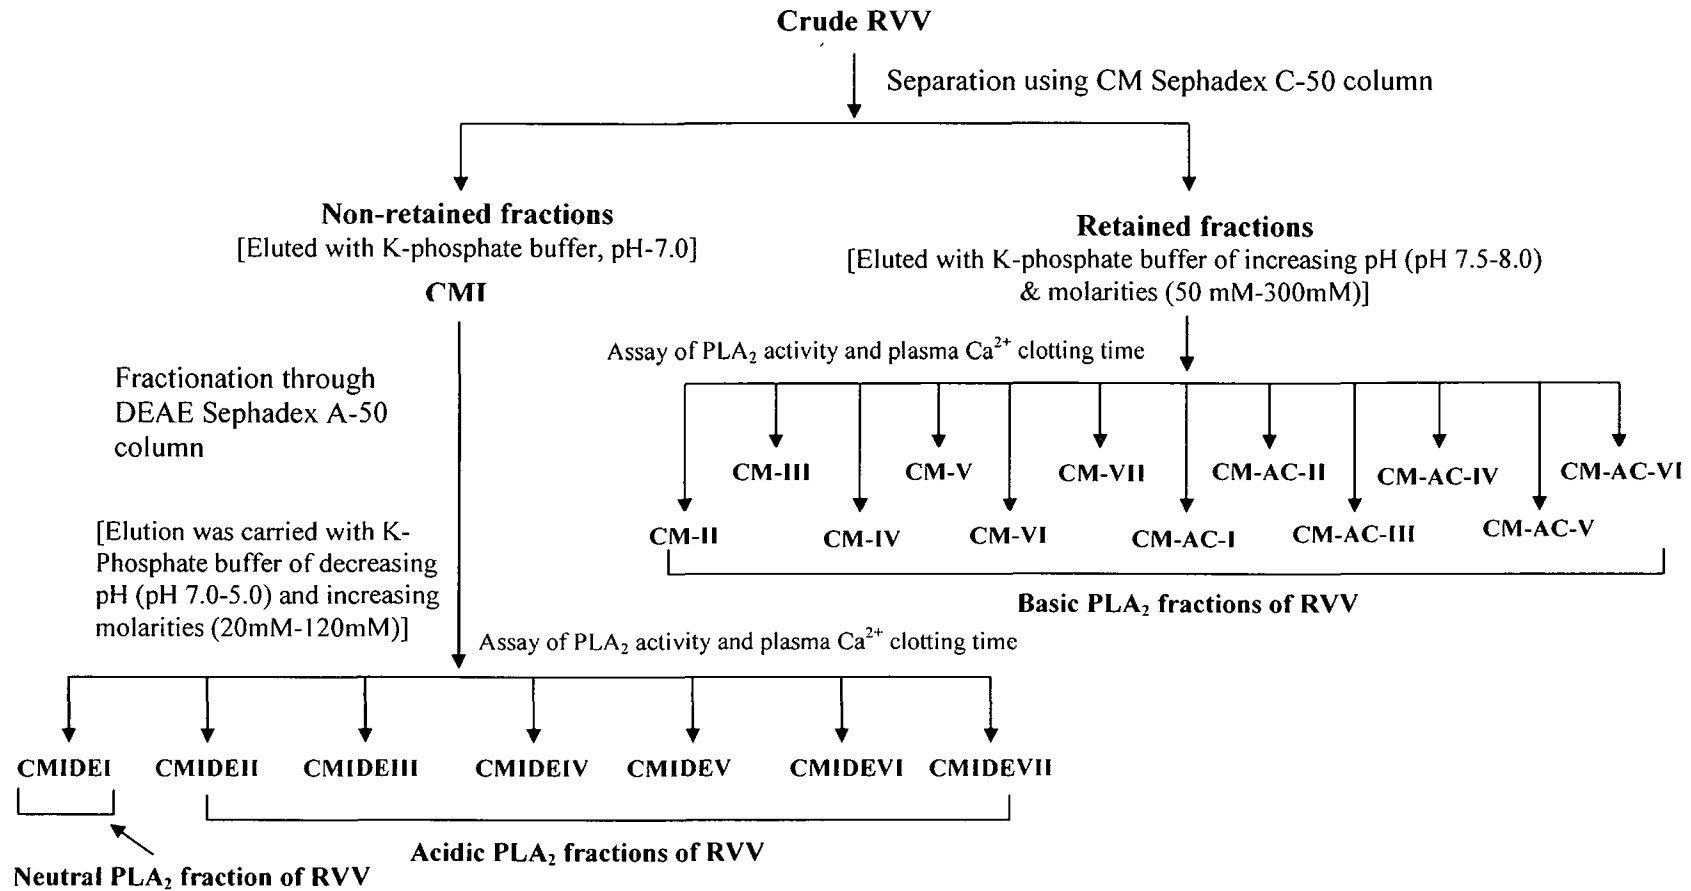 Crude RVV
Separation using CM Sephadex C-50 column
Non-retained fractions
[Eluted with K-phosphate buffer, pH-7.0]
CMI
Retained fractions
[Eluted with K-phosphate buffer of increasing pH (pH 7.5-8.0)
& molarities (50 mM-300mM)]
Assay of PLA₂ activity and plasma Ca²⁺ clotting time
Fractionation through
DEAE Sephadex A-50
column
CM-III CM-V CM-VII CM-AC-II CM-AC-IV CM-AC-VI
CM-II CM-IV CM-VI CM-AC-I CM-AC-III CM-AC-V
Basic PLA₂ fractions of RVV
[Elution was carried with K-
Phosphate buffer of decreasing
pH (pH 7.0-5.0) and increasing
molarities (20mM-120mM)]
Assay of PLA₂ activity and plasma Ca²⁺ clotting time
CMIDEI CMIDEII CMIDEIII CMIDEIV CMIDEV CMIDEVI CMIDEVII
Acidic PLA₂ fractions of RVV
Neutral PLA₂ fraction of RVV